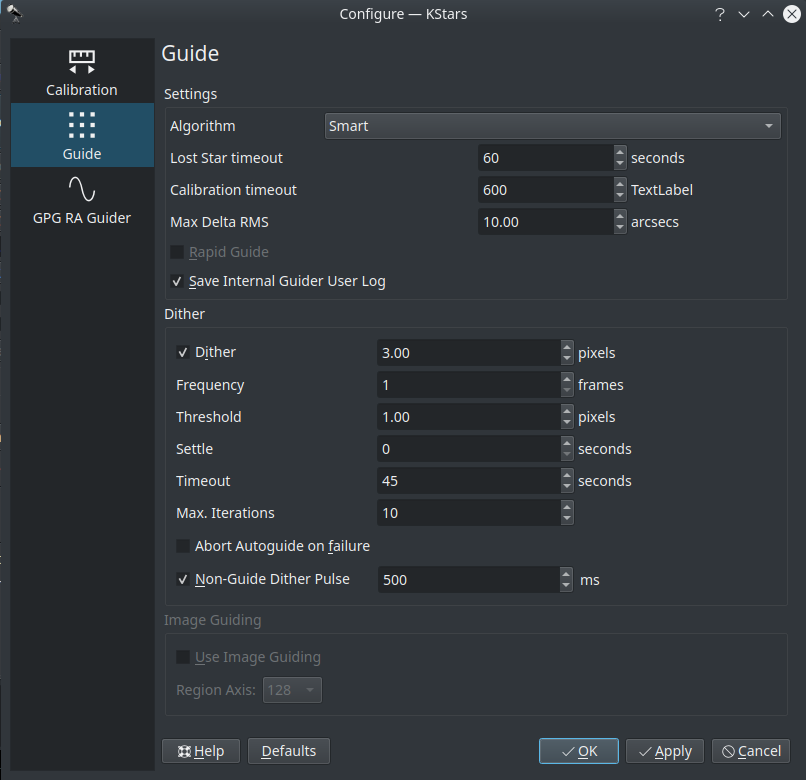 Configure — KStars
?
Calibration
Guide
GPG RA Guider
Guide
Settings
Algorithm Smart
Lost Star timeout 60 seconds
Calibration timeout 600 TextLabel
Max Delta RMS 10.00 arcsecs
Rapid Guide
Save Internal Guider User Log
Dither
Dither 3.00 pixels
Frequency 1 frames
Threshold 1.00 pixels
Settle 0 seconds
Timeout 45 seconds
Max. Iterations 10
Abort Autoguide on failure
Non-Guide Dither Pulse 500 ms
Image Guiding
Use Image Guiding
Region Axis: 128
Help Defaults OK Apply Cancel